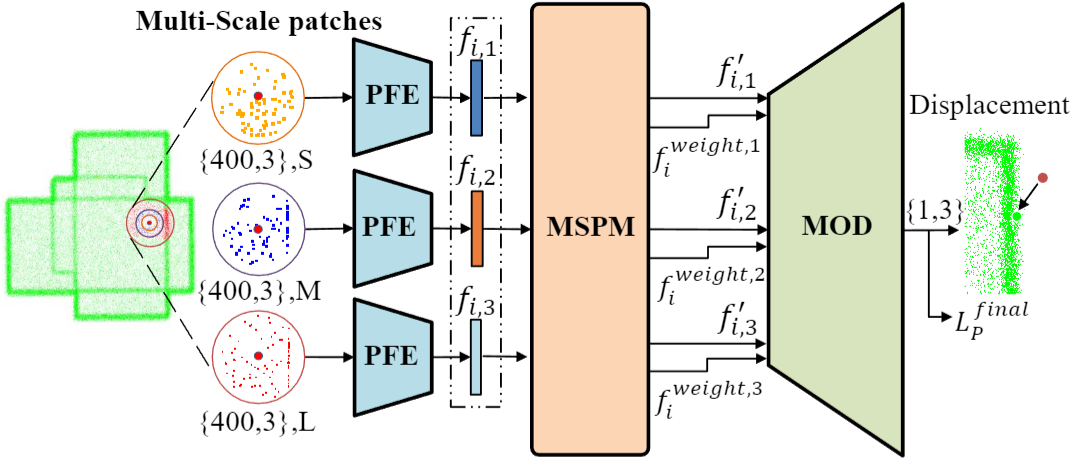 Multi-Scale patches
{400,3},S
{400,3},M
{400,3},L
PFE
PFE
PFE
f_{i,1}
f_{i,2}
f_{i,3}
MSPM
f'_{i,1}
f_i^{weight,1}
f'_{i,2}
f_i^{weight,2}
f'_{i,3}
f_i^{weight,3}
MOD
{1,3}
Displacement
L_P^{final}